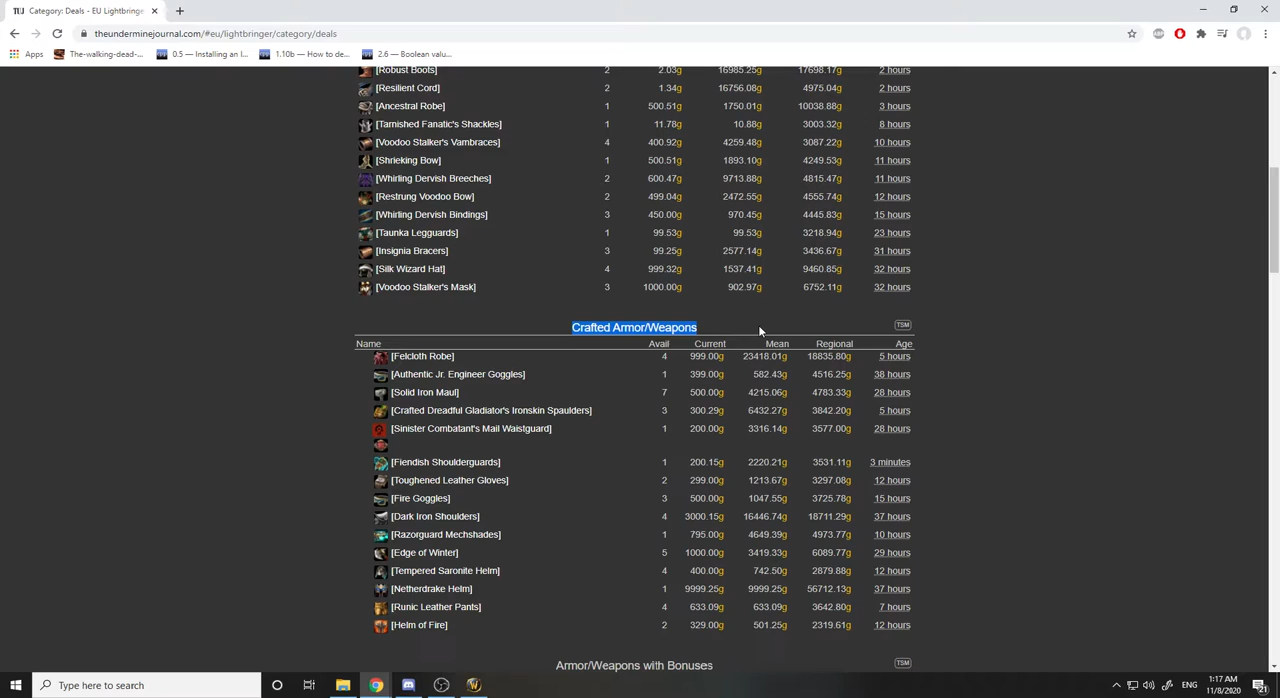 TUJ Category: Deals - EU Lightbringe
theunderminejournal.com/#eu/lightbringer/category/deals
Apps The-walking-dead-... 0.5 — Installing an I... 1.10b — How to de... 2.6 — Boolean valu...
[Robust Boots] 2 2.03g 16985.25g 17698.17g 2 hours
[Resilient Cord] 2 1.34g 16756.08g 4975.04g 2 hours
[Ancestral Robe] 1 500.51g 1750.01g 10038.88g 3 hours
[Tarnished Fanatic's Shackles] 1 11.78g 10.88g 3003.32g 8 hours
[Voodoo Stalker's Vambraces] 4 400.92g 4259.48g 3087.22g 10 hours
[Shrieking Bow] 1 500.51g 1893.10g 4249.53g 11 hours
[Whirling Dervish Breeches] 2 600.47g 9713.88g 4815.47g 11 hours
[Restrung Voodoo Bow] 2 499.04g 2472.55g 4555.74g 12 hours
[Whirling Dervish Bindings] 3 450.00g 970.45g 4445.83g 15 hours
[Taunka Legguards] 1 99.53g 99.53g 3218.94g 23 hours
[Insignia Bracers] 3 99.25g 2577.14g 3436.67g 31 hours
[Silk Wizard Hat] 4 999.32g 1537.41g 9460.85g 32 hours
[Voodoo Stalker's Mask] 3 1000.00g 902.97g 6752.11g 32 hours
Crafted Armor/Weapons TSM
Name Avail Current Mean Regional Age
[Felcloth Robe] 4 999.00g 23418.01g 18835.80g 5 hours
[Authentic Jr. Engineer Goggles] 1 399.00g 582.43g 4516.25g 38 hours
[Solid Iron Maul] 7 500.00g 4215.06g 4783.33g 28 hours
[Crafted Dreadful Gladiator's Ironskin Spaulders] 3 300.29g 6432.27g 3842.20g 5 hours
[Sinister Combatant's Mail Waistguard] 1 200.00g 3316.14g 3577.00g 28 hours
[Fiendish Shoulderguards] 1 200.15g 2220.21g 3531.11g 3 minutes
[Toughened Leather Gloves] 2 299.00g 1213.67g 3297.08g 12 hours
[Fire Goggles] 3 500.00g 1047.55g 3725.78g 15 hours
[Dark Iron Shoulders] 4 3000.15g 16446.74g 18711.29g 37 hours
[Razorguard Mechshades] 1 795.00g 4649.39g 4973.77g 10 hours
[Edge of Winter] 5 1000.00g 3419.33g 6089.77g 29 hours
[Tempered Saronite Helm] 4 400.00g 742.50g 2879.88g 12 hours
[Netherdrake Helm] 1 9999.25g 9999.25g 56712.13g 37 hours
[Runic Leather Pants] 4 633.09g 633.09g 3642.80g 7 hours
[Helm of Fire] 2 329.00g 501.25g 2319.61g 12 hours
Armor/Weapons with Bonuses TSM
Type here to search
ENG
1:17 AM
11/8/2020